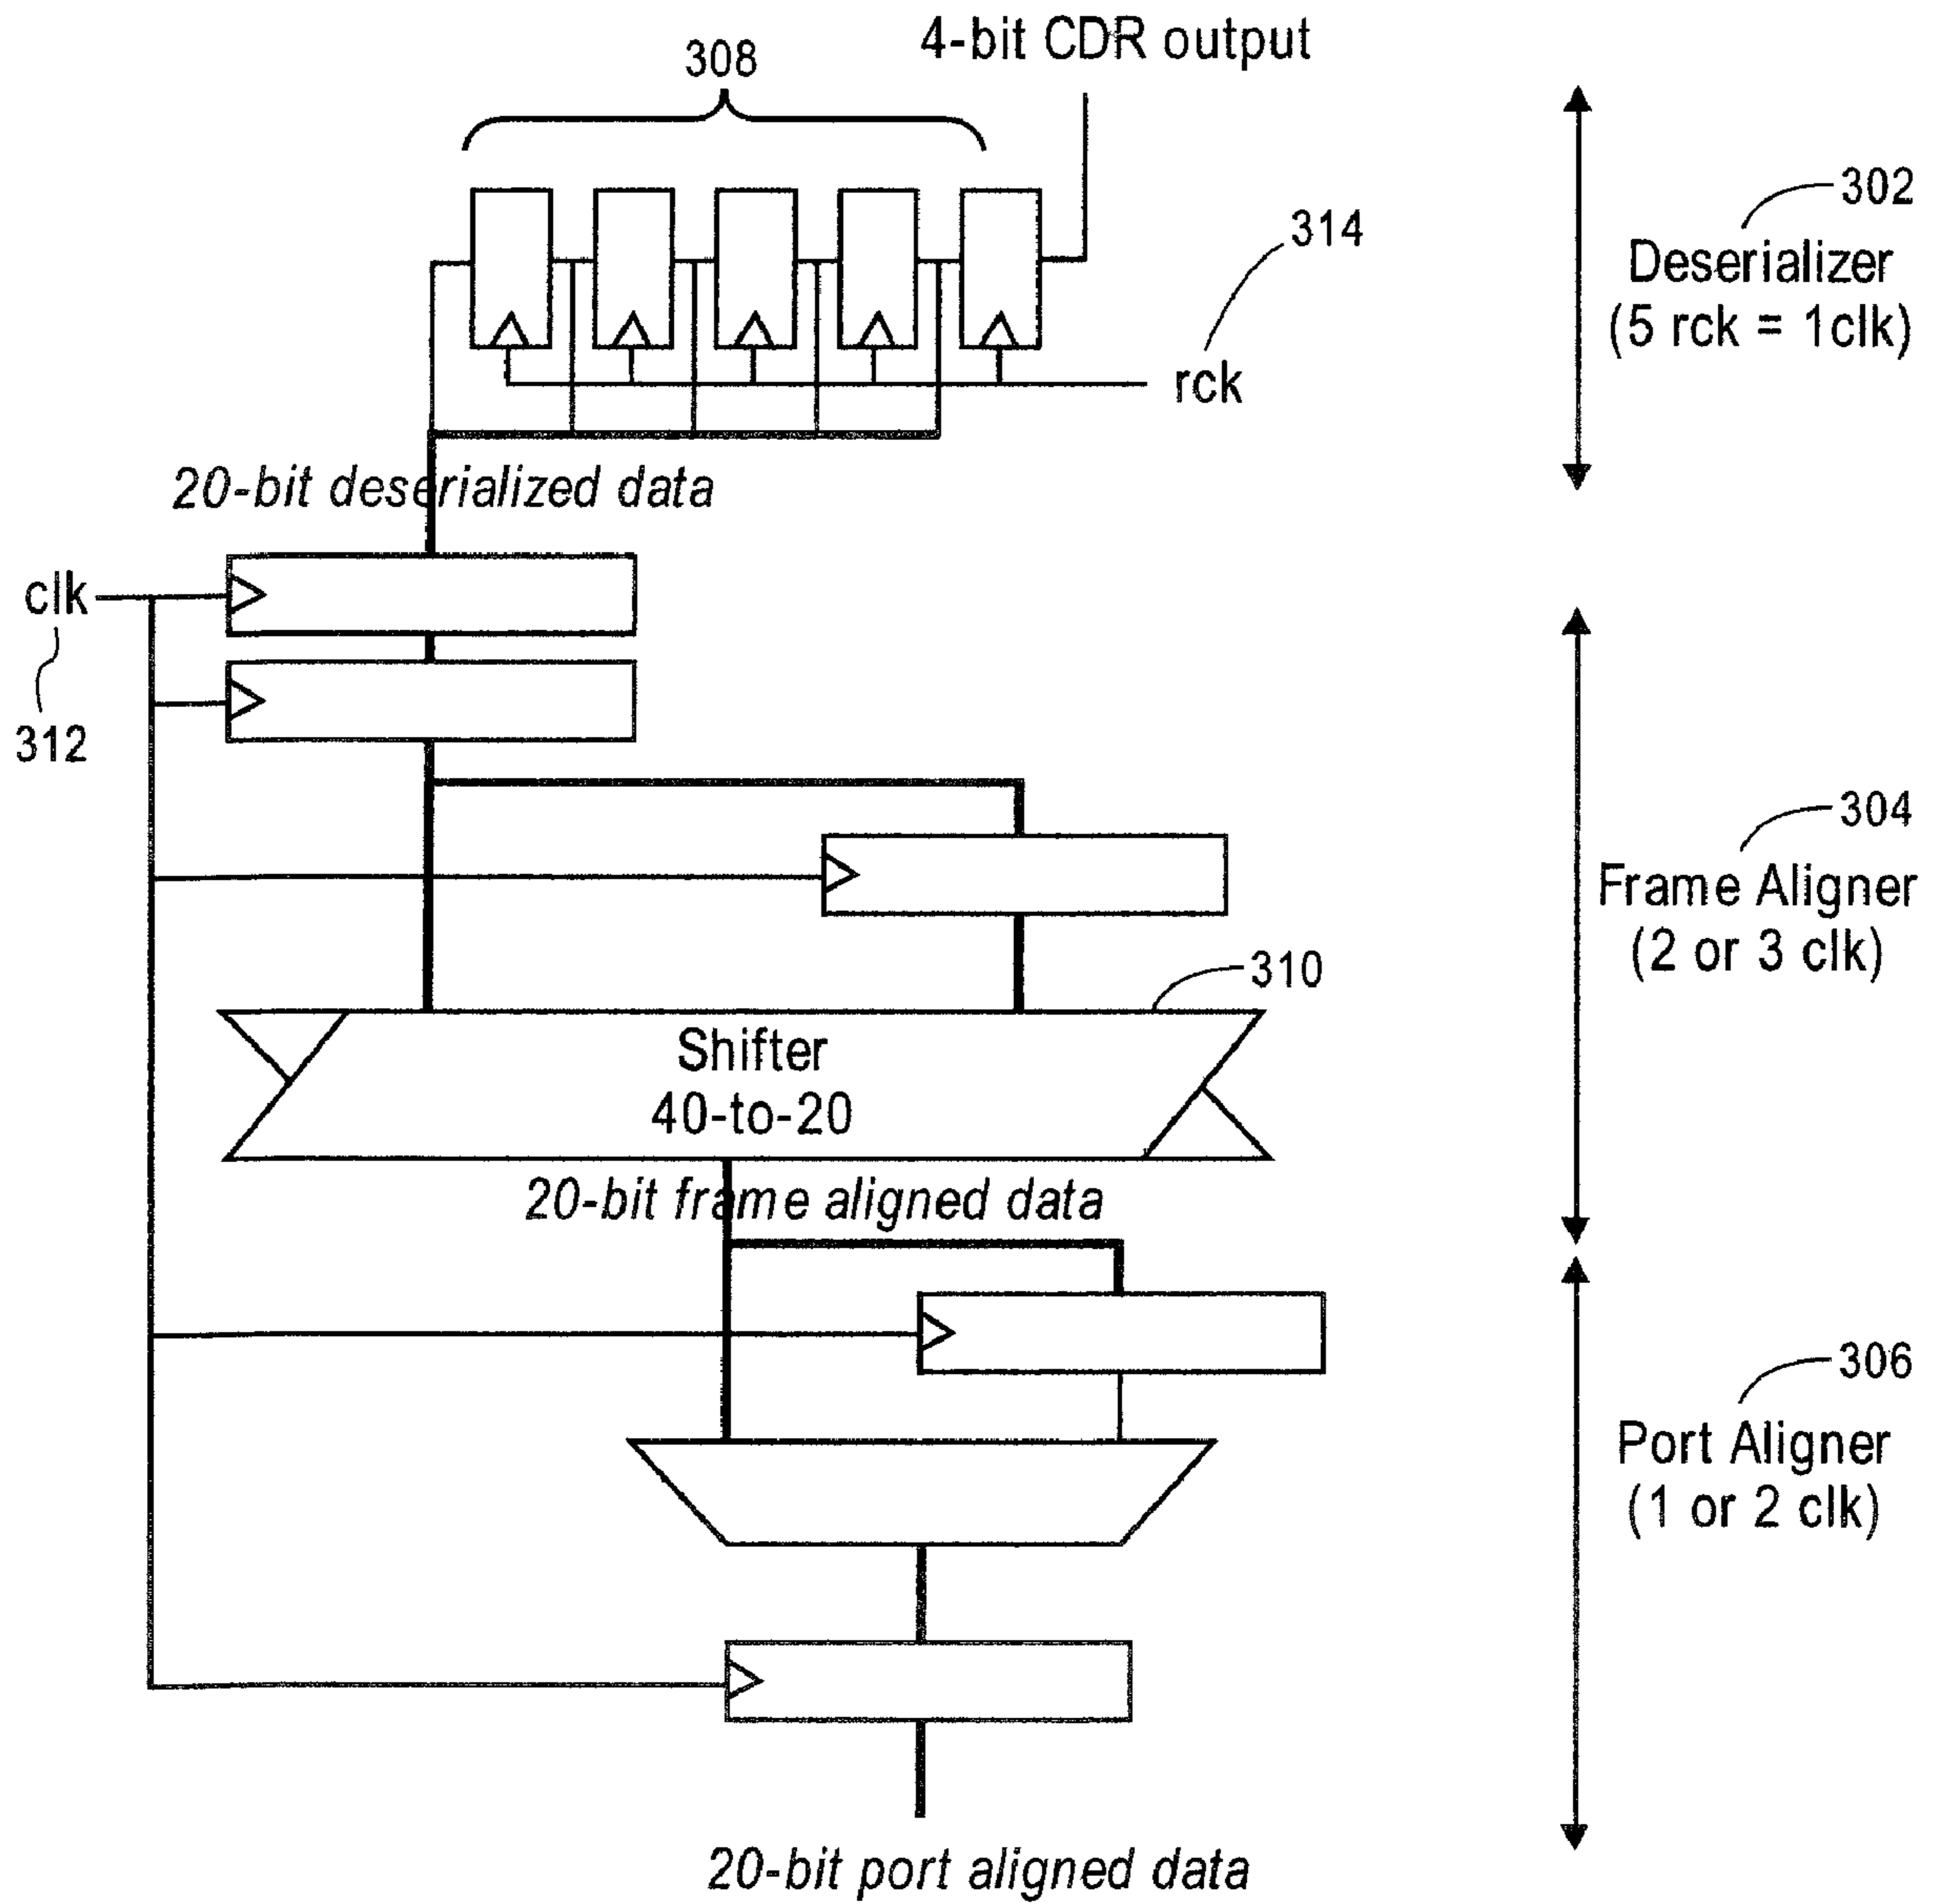 4-bit CDR output
308
302
Deserializer
(5 rck = 1clk)
314
rck
20-bit deserialized data
clk
312
304
Frame Aligner
(2 or 3 clk)
310
Shifter
40-to-20
20-bit frame aligned data
306
Port Aligner
(1 or 2 clk)
20-bit port aligned data